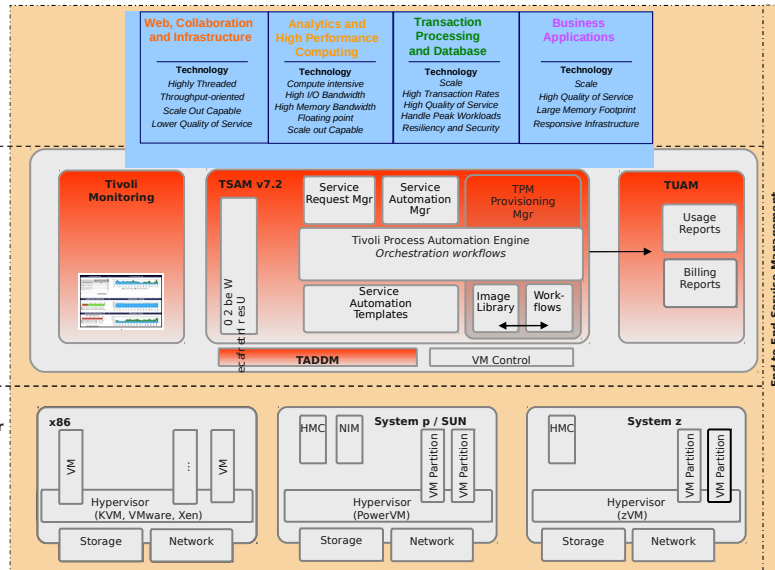 Web, Collaboration
and Infrastructure
Technology
Highly Threaded
Throughput-oriented
Scale Out Capable
Lower Quality of Service
Analytics and
High Performance
Computing
Technology
Compute intensive
High I/O Bandwidth
High Memory Bandwidth
Floating point
Scale out Capable
Transaction
Processing
and Database
Technology
Scale
High Transaction Rates
High Quality of Service
Handle Peak Workloads
Resiliency and Security
Business
Applications
Technology
Scale
High Quality of Service
Large Memory Footprint
Responsive Infrastructure
Tivoli
Monitoring
TSAM v7.2
Service
Request Mgr
Service
Automation
Mgr
TPM
Provisioning
Mgr
Tivoli Process Automation Engine
Orchestration workflows
Service
Automation
Templates
Image
Library
Work-
flows
TUAM
Usage
Reports
Billing
Reports
TADDM
VM Control
x86
VM
...
VM
Hypervisor
(KVM, VMware, Xen)
Storage
Network
System p / SUN
HMC
NIM
VM Partition
VM Partition
Hypervisor
(PowerVM)
Storage
Network
System z
HMC
VM Partition
VM Partition
Hypervisor
(zVM)
Storage
Network